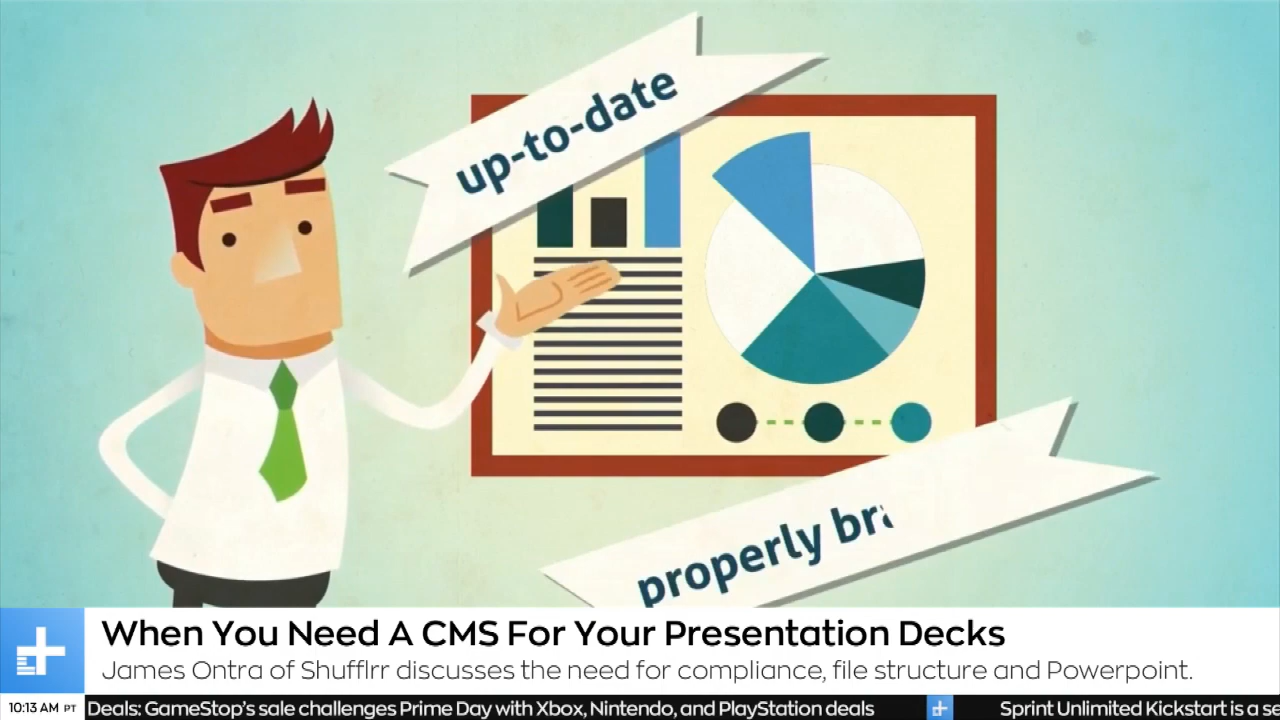 up-to-date
properly
When You Need A CMS For Your Presentation Decks
James Ontra of Shufflrr discusses the need for compliance, file structure and Powerpoint.
10:13 AM PT Deals: GameStop's sale challenges Prime Day with Xbox, Nintendo, and PlayStation deals Sprint Unlimited Kickstart is a